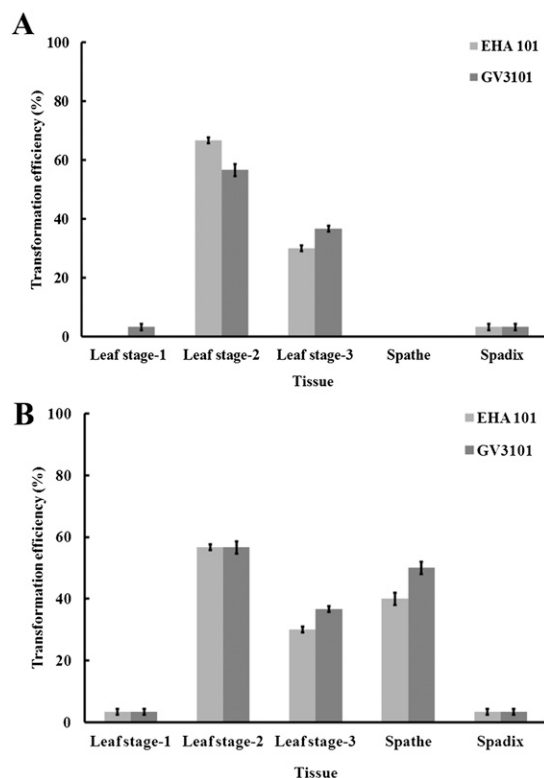 A
EHA 101
GV3101
Transformation efficiency (%)
100
80
60
40
20
0
Leaf stage-1 Leaf stage-2 Leaf stage-3 Spathe Spadix
Tissue
B
EHA 101
GV3101
Transformation efficiency (%)
100
80
60
40
20
0
Leaf stage-1 Leaf stage-2 Leaf stage-3 Spathe Spadix
Tissue